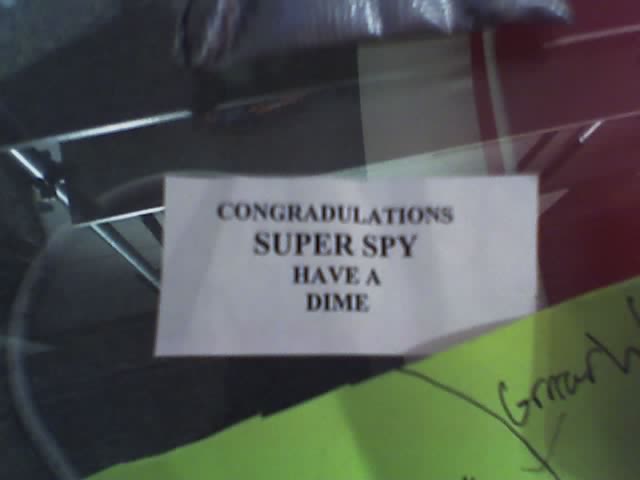 CONGRADULATIONS
SUPER SPY
HAVE A
DIME